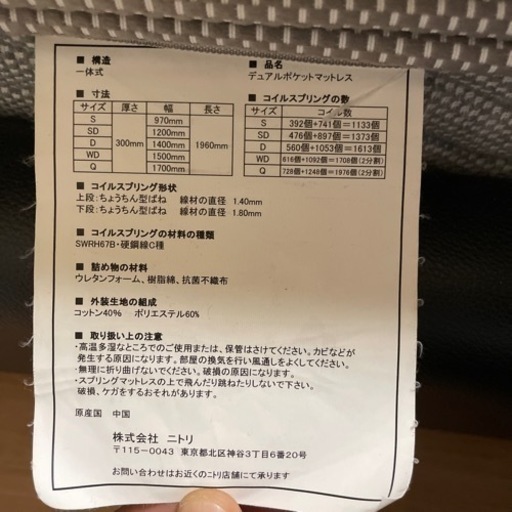 ■ 構造
一体式
■ 品名
デュアルポケットマットレス
■ 寸法
サイズ 厚さ 幅 長さ
S 300mm 970mm 1960mm
SD 1200mm
D 1400mm
WD 1500mm
Q 1700mm
■ コイルスプリングの数
サイズ コイル数
S 392個+741個=1133個
SD 476個+897個=1373個
D 560個+1053個=1613個
WD 616個+1092個=1708個(2分割)
Q 728個+1248個=1976個(2分割)
■ コイルスプリング形状
上段:ちょうちん型ばね 線材の直径 1.40mm
下段:ちょうちん型ばね 線材の直径 1.80mm
■ コイルスプリングの材料の種類
SWRH67B・硬鋼線C種
■ 詰め物の材料
ウレタンフォーム、樹脂綿、抗菌不織布
■ 外装生地の組成
コットン40% ポリエステル60%
■ 取り扱い上の注意
・高温多湿なところでのご使用または、保管はさけてください。カビなどが
発生する原因になります。部屋の換気を行い風通しをよくしてください。
・無理に折り曲げないでください。破損の原因になります。
・スプリングマットレスの上で飛んだり跳ねたりしないで下さい。
破損、ケガをするおそれがあります。
原産国 中国
株式会社 ニトリ
〒115-0043 東京都北区神谷3丁目6番20号
お問い合わせはお近くのニトリ店舗にて承ります